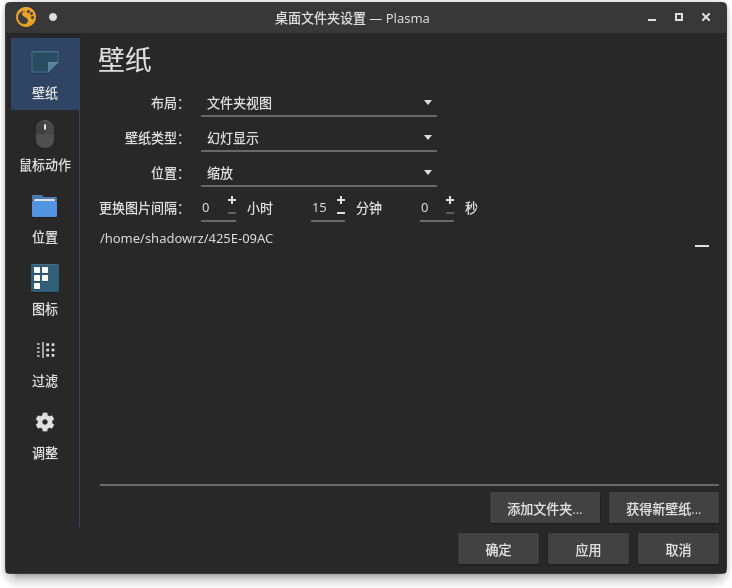 桌面文件夹设置 — Plasma
壁纸
鼠标动作
位置
图标
过滤
调整
壁纸
布局： 文件夹视图
壁纸类型： 幻灯显示
位置： 缩放
更换图片间隔： 0 小时 15 分钟 0 秒
/home/shadowrz/425E-09AC
添加文件夹... 获得新壁纸...
确定 应用 取消